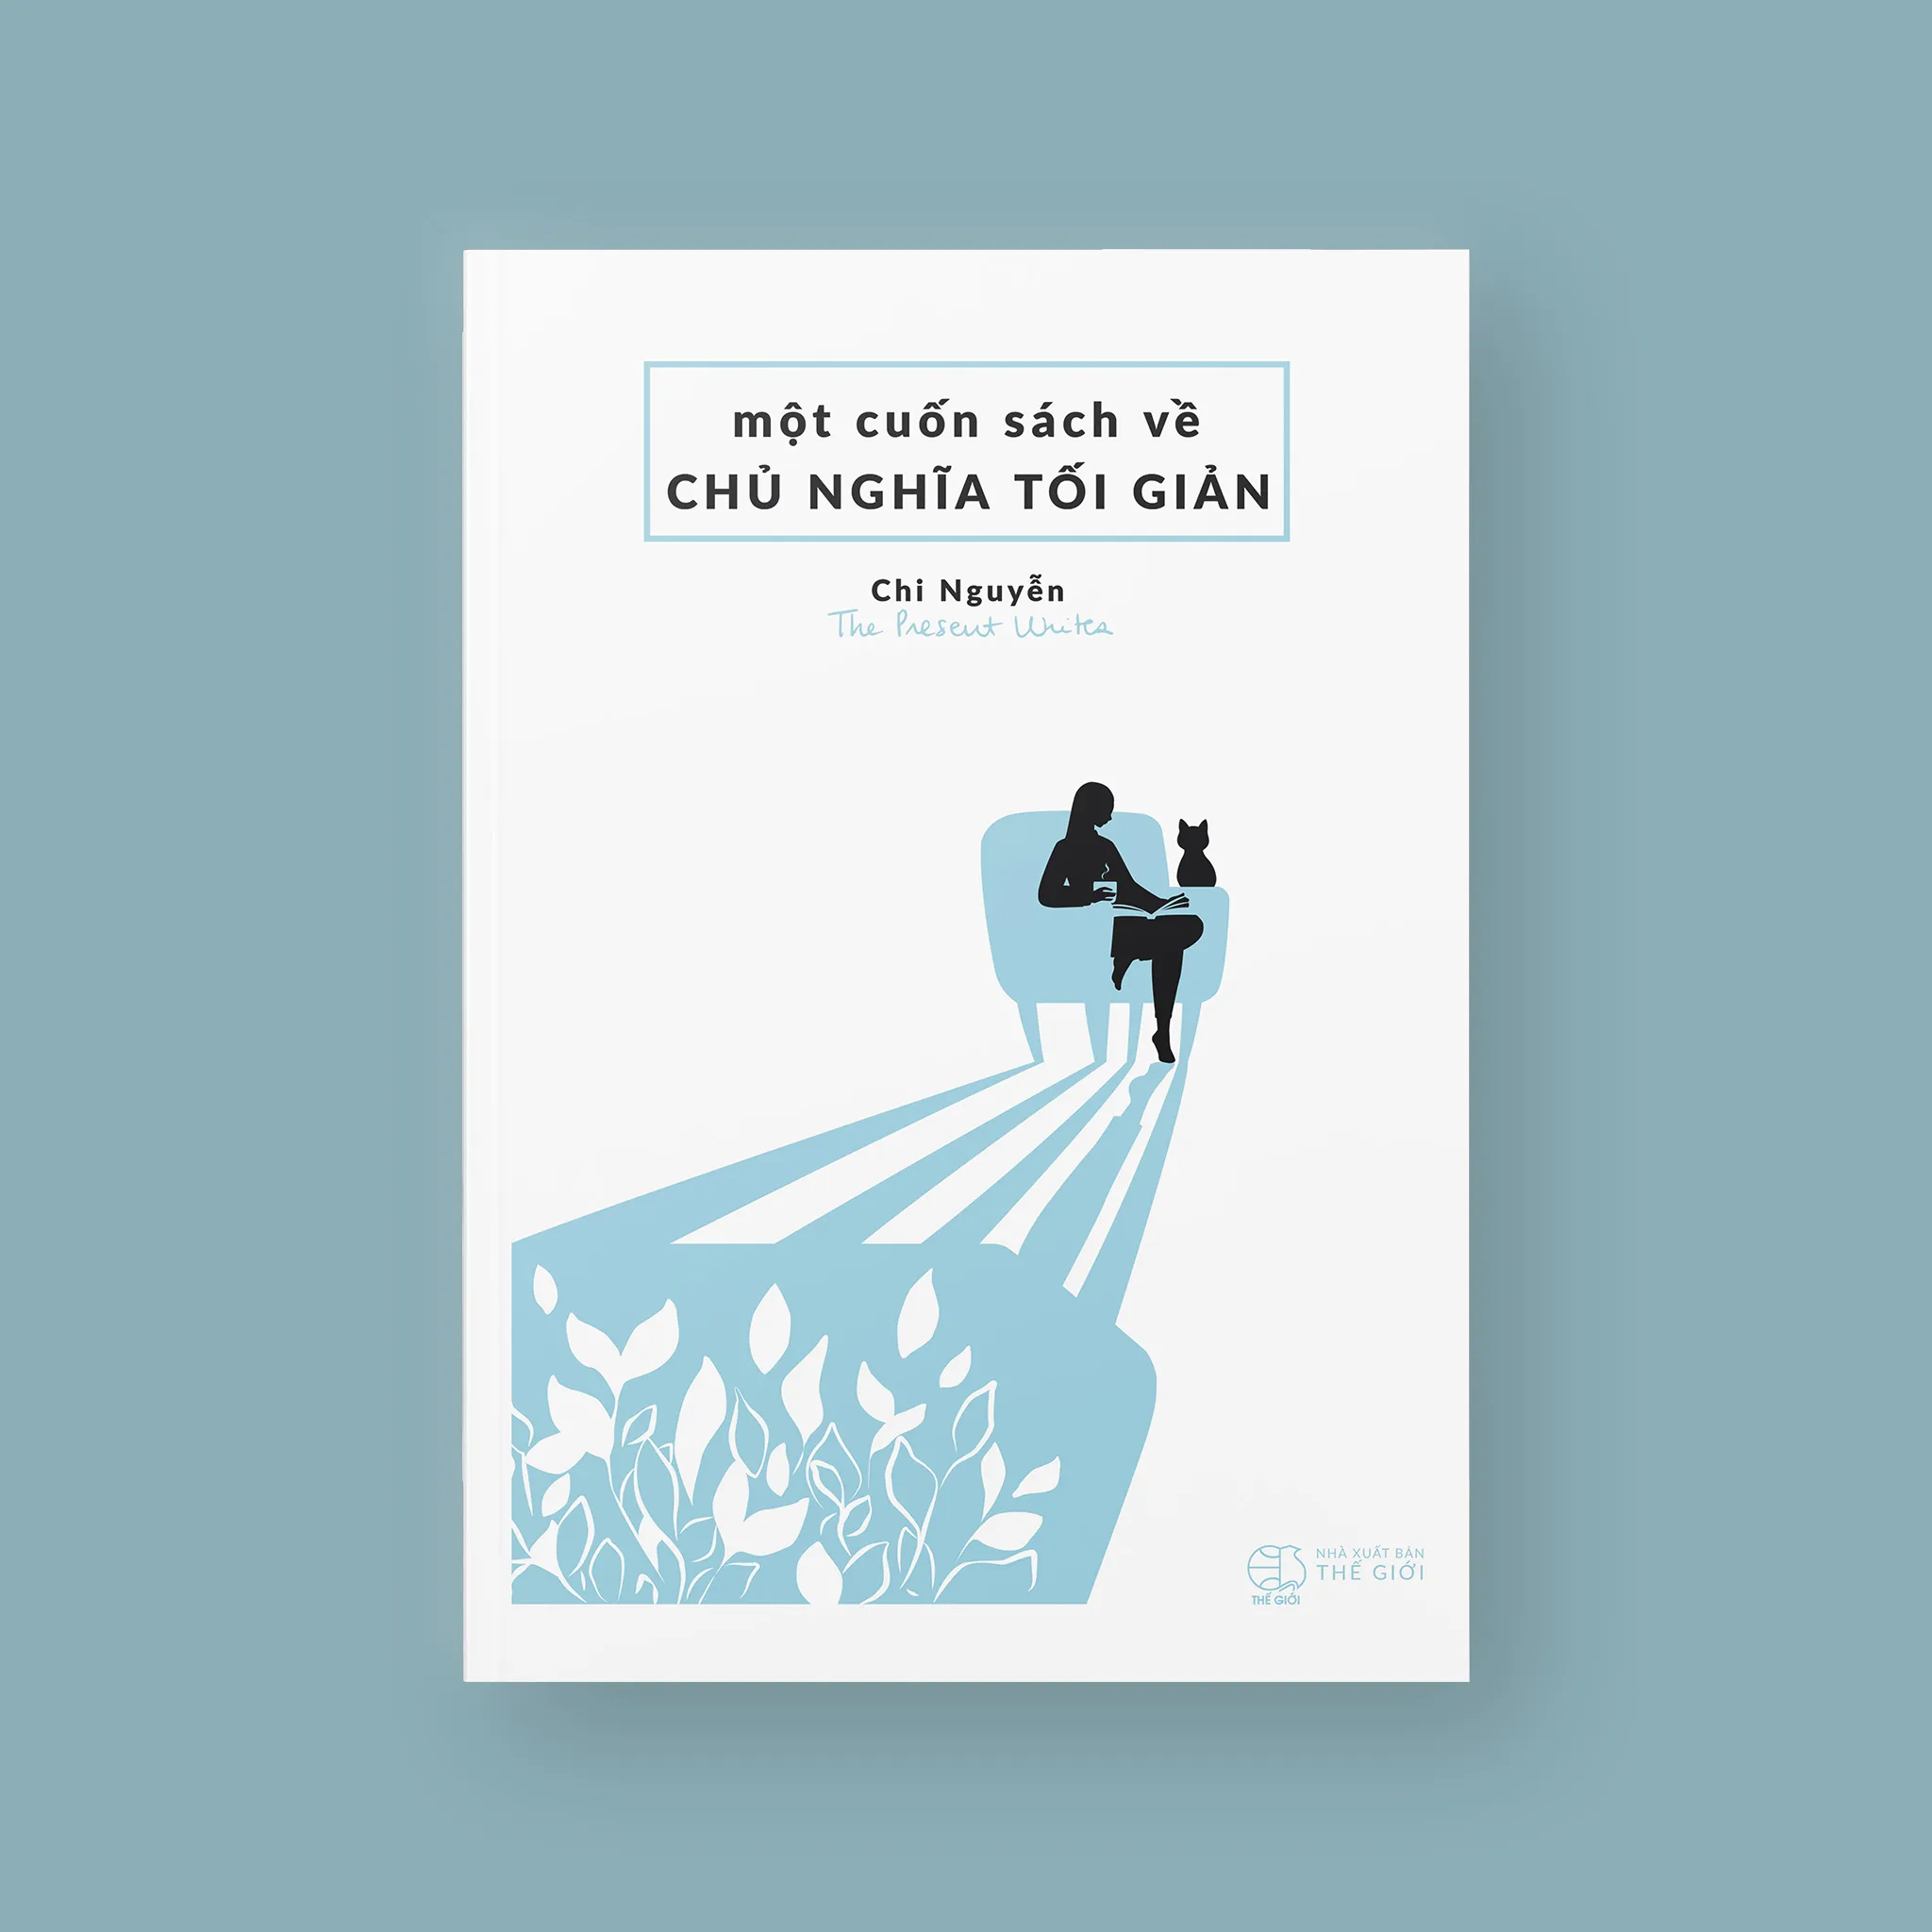 một cuốn sách về
CHỦ NGHĨA TỐI GIẢN
Chi Nguyễn
The Present Writer
NHÀ XUẤT BẢN
THẾ GIỚI
THẾ GIỚI